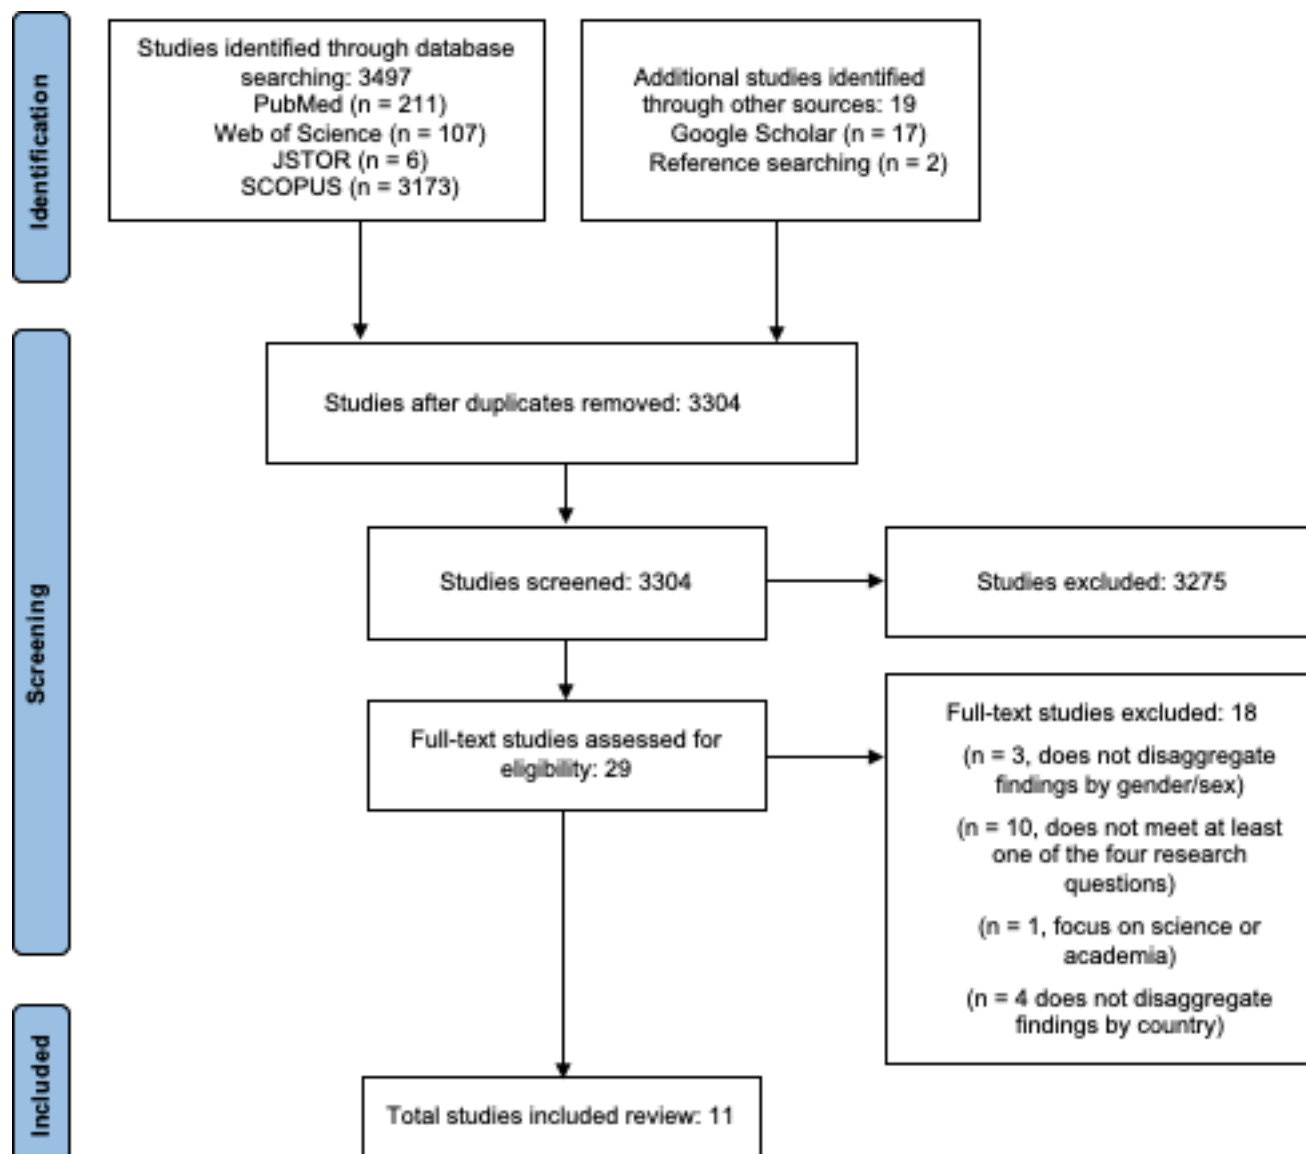 Identification
Studies identified through database
searching: 3497
PubMed (n = 211)
Web of Science (n = 107)
JSTOR (n = 6)
SCOPUS (n = 3173)
Additional studies identified
through other sources: 19
Google Scholar (n = 17)
Reference searching (n = 2)
Screening
Studies after duplicates removed: 3304
Studies screened: 3304
Studies excluded: 3275
Full-text studies assessed for
eligibility: 29
Full-text studies excluded: 18
(n = 3, does not disaggregate
findings by gender/sex)
(n = 10, does not meet at least
one of the four research
questions)
(n = 1, focus on science or
academia)
(n = 4 does not disaggregate
findings by country)
Included
Total studies included review: 11